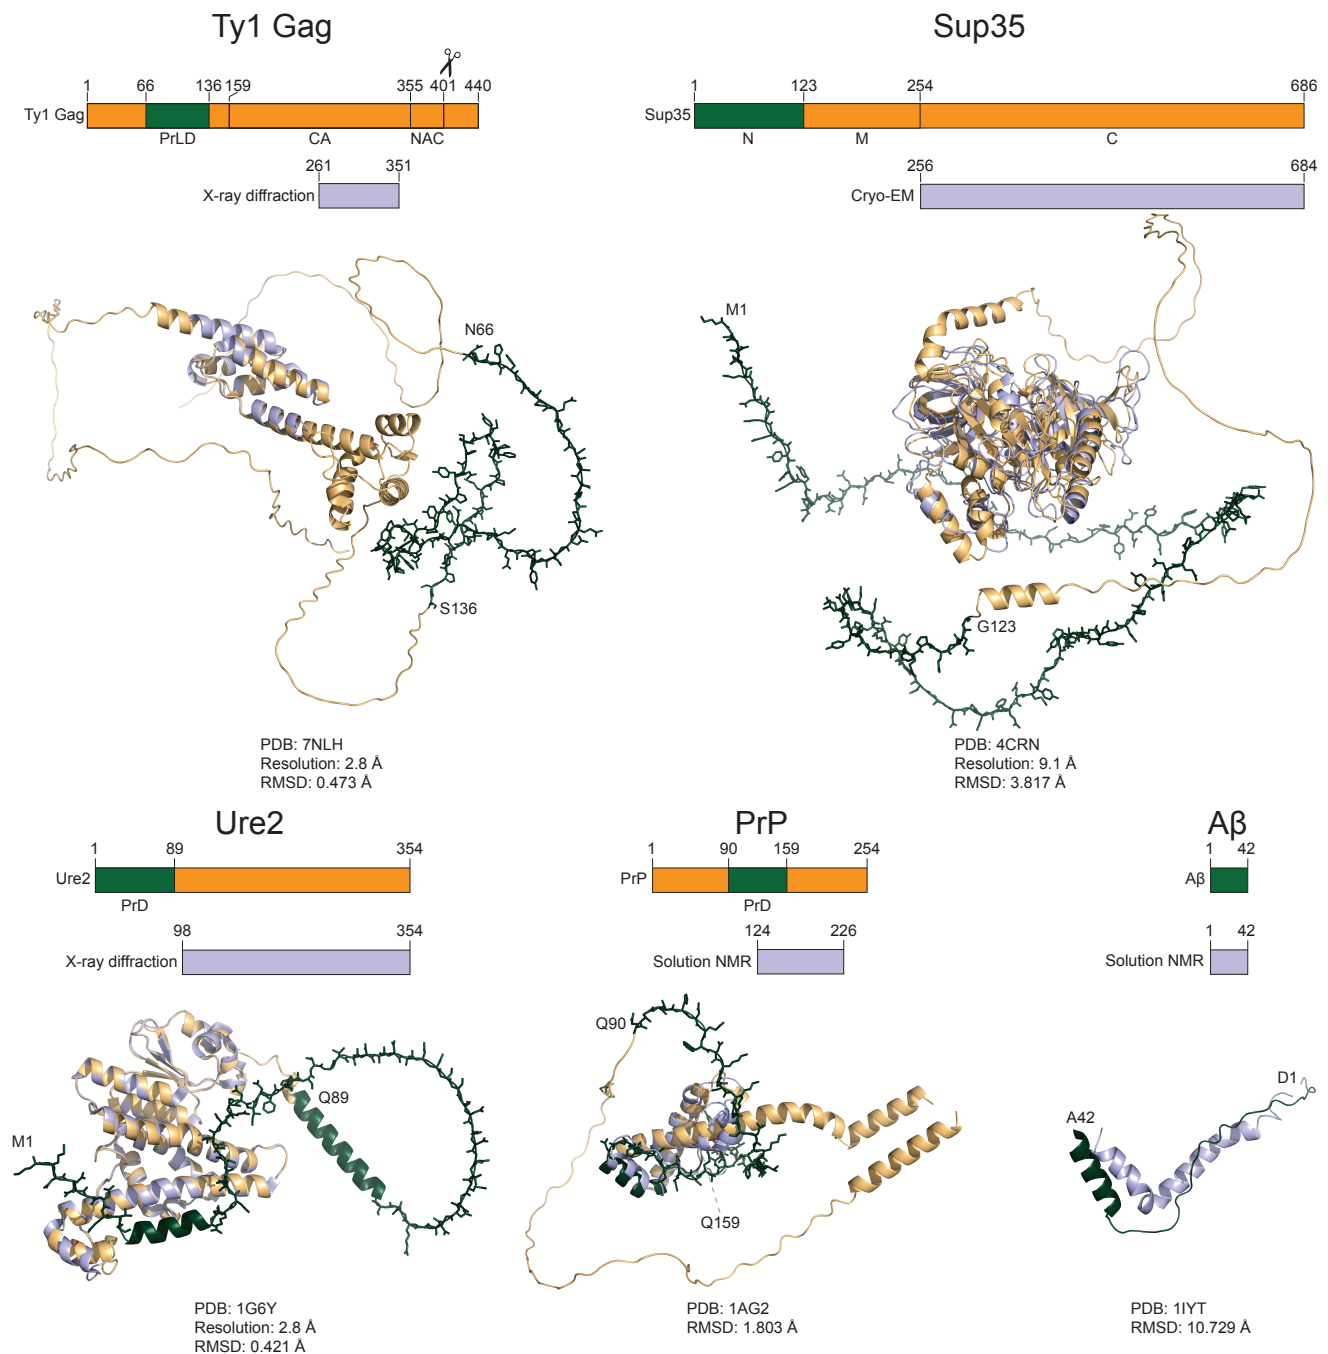 Ty1 Gag
1 66 136 159 355 401 440
Ty1 Gag
PrLD CA NAC
261 351
X-ray diffraction
N66
S136
PDB: 7NLH
Resolution: 2.8 Å
RMSD: 0.473 Å
Sup35
1 123 254 686
Sup35
N M C
256 684
Cryo-EM
M1
G123
PDB: 4CRN
Resolution: 9.1 Å
RMSD: 3.817 Å
Ure2
1 89 354
Ure2
PrD
98 354
X-ray diffraction
Q89
M1
PDB: 1G6Y
Resolution: 2.8 Å
RMSD: 0.421 Å
PrP
1 90 159 254
PrP
PrD
124 226
Solution NMR
Q90
Q159
PDB: 1AG2
RMSD: 1.803 Å
Aβ
1 42
Aβ
1 42
Solution NMR
D1
A42
PDB: 1IYT
RMSD: 10.729 Å